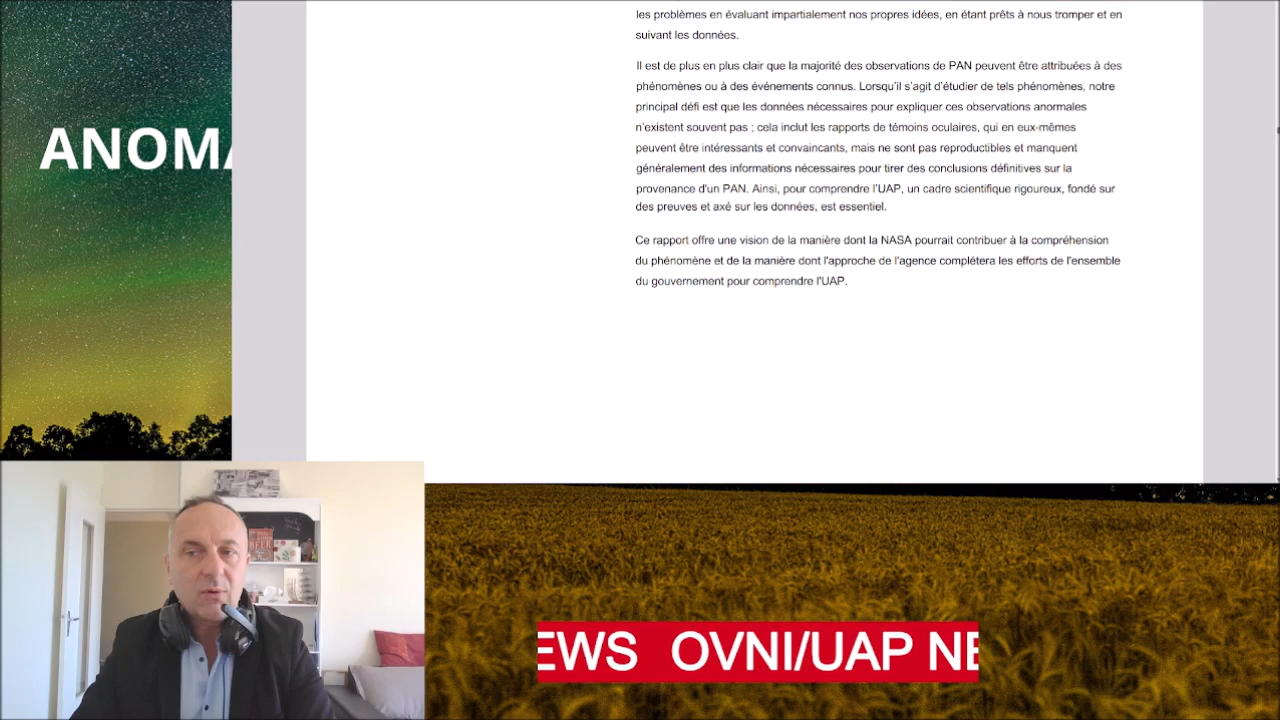 les problèmes en évaluant impartialement nos propres idées, en étant prêts à nous tromper et en
suivant les données.
Il est de plus en plus clair que la majorité des observations de PAN peuvent être attribuées à des
phénomènes ou à des événements connus. Lorsqu'il s'agit d'étudier de tels phénomènes, notre
principal défi est que les données nécessaires pour expliquer ces observations anormales
n'existent souvent pas ; cela inclut les rapports de témoins oculaires, qui en eux-mêmes
peuvent être intéressants et convaincants, mais ne sont pas reproductibles et manquent
généralement des informations nécessaires pour tirer des conclusions définitives sur la
provenance d'un PAN. Ainsi, pour comprendre l'UAP, un cadre scientifique rigoureux, fondé sur
des preuves et axé sur les données, est essentiel.
Ce rapport offre une vision de la manière dont la NASA pourrait contribuer à la compréhension
du phénomène et de la manière dont l'approche de l'agence complétera les efforts de l'ensemble
du gouvernement pour comprendre l'UAP.
ANOMA
EWS OVNI/UAP NE